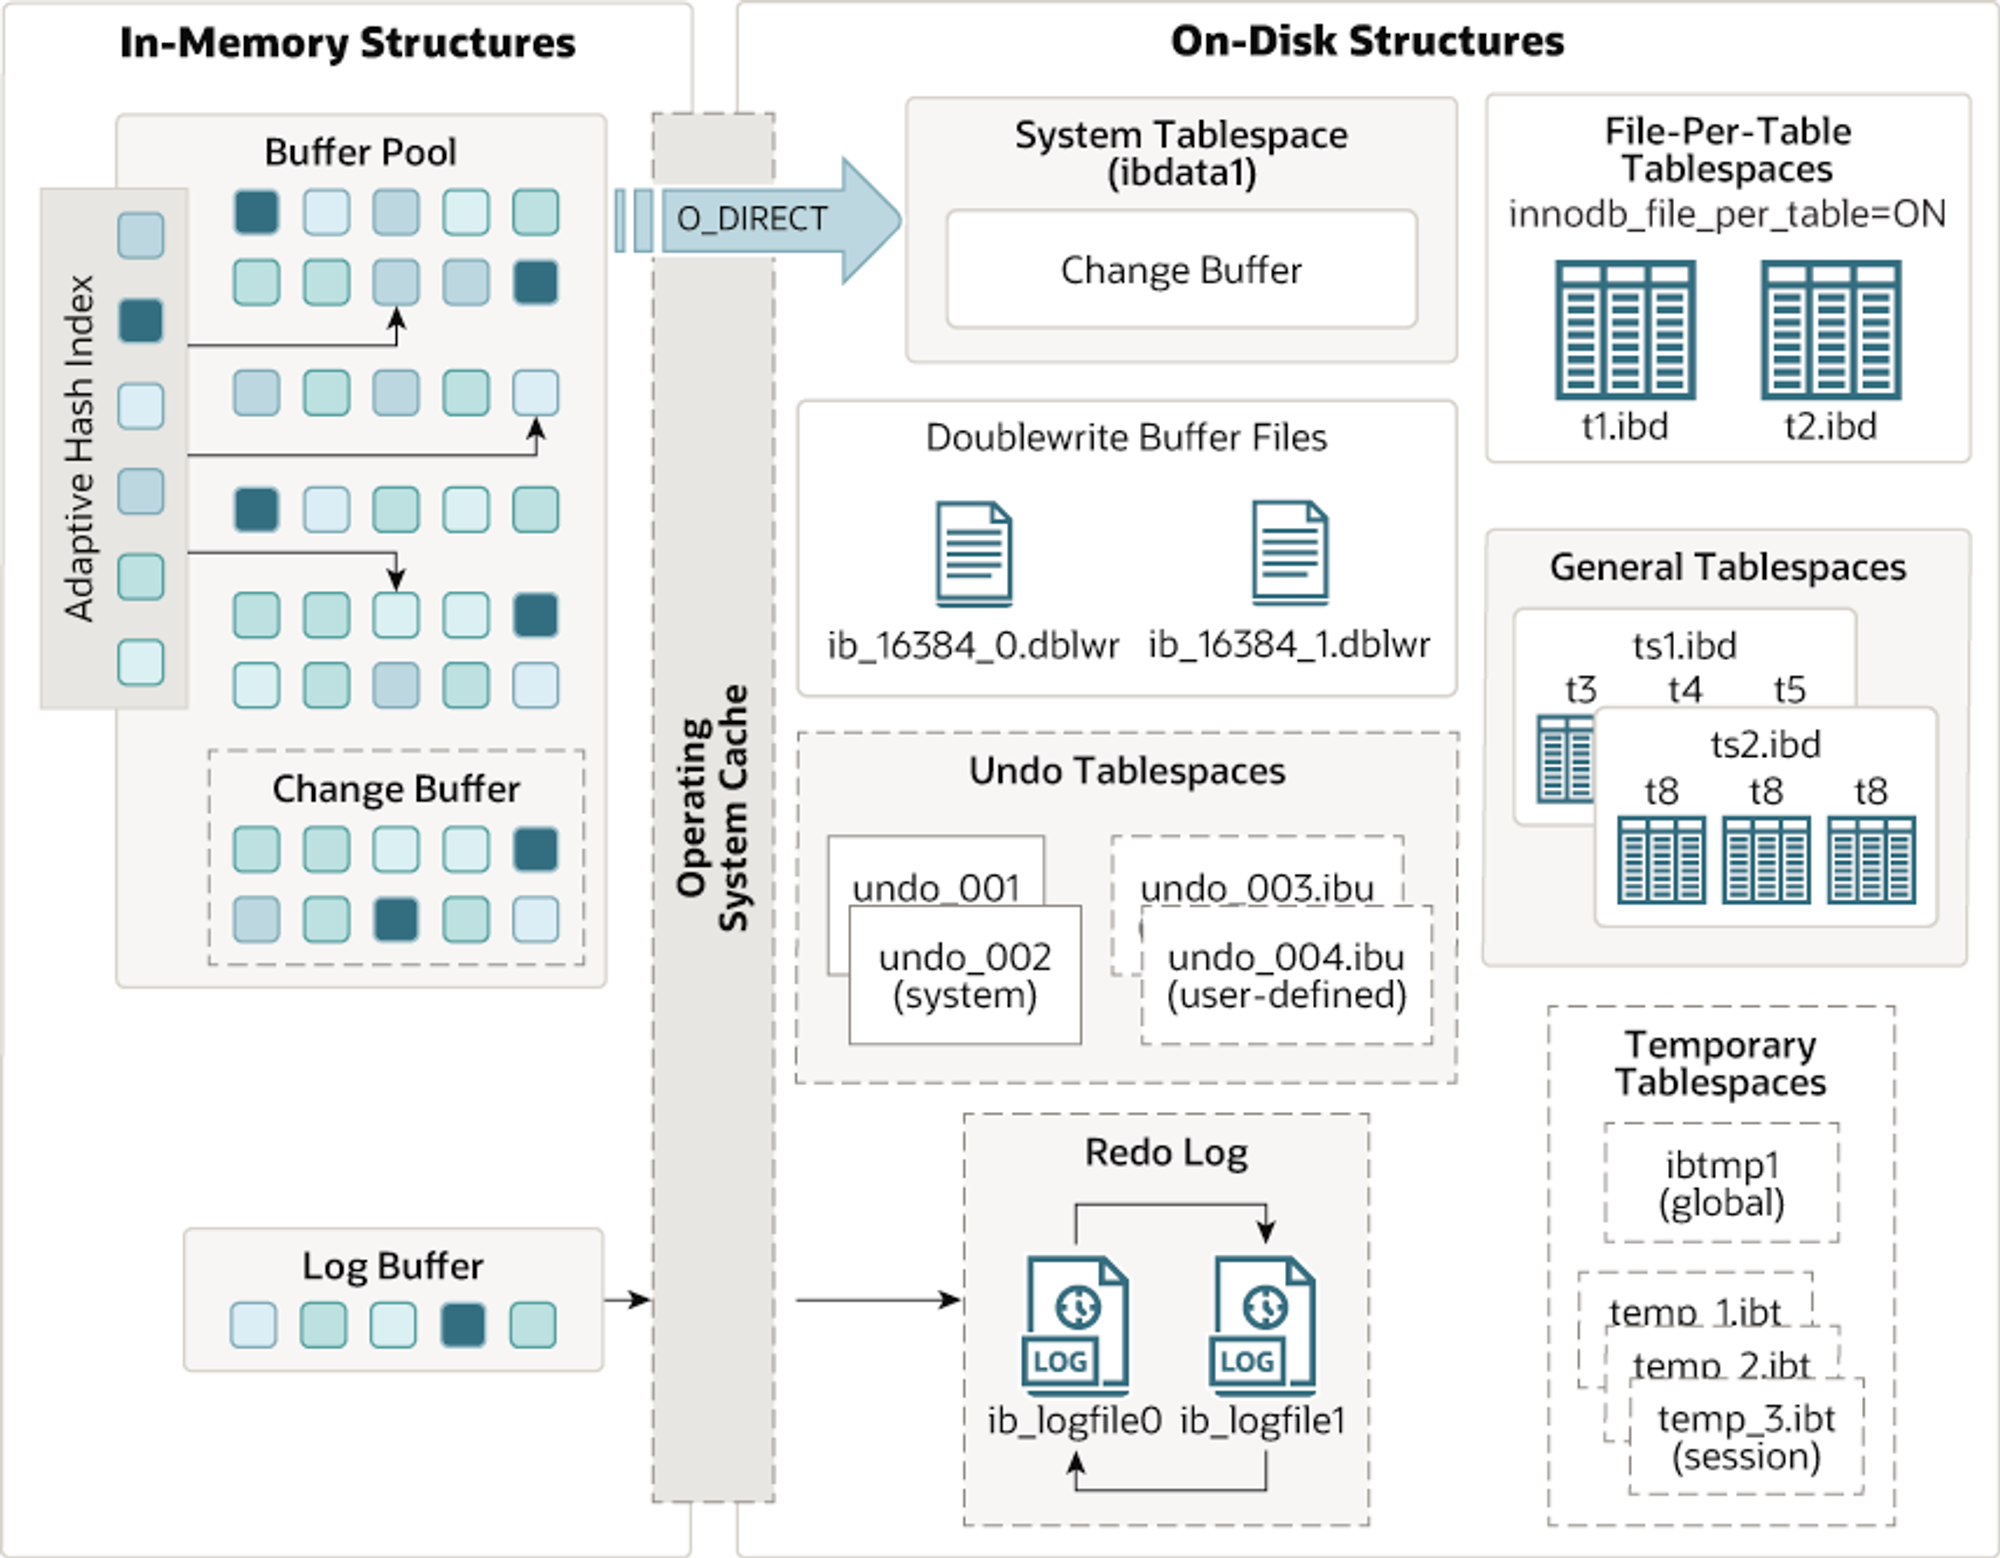 In-Memory Structures
Buffer Pool
Adaptive Hash Index
Change Buffer
Log Buffer
Operating
System Cache
O_DIRECT
On-Disk Structures
System Tablespace
(ibdata1)
Change Buffer
Doublewrite Buffer Files
ib_16384_0.dblwr
ib_16384_1.dblwr
Undo Tablespaces
undo_001
undo_002
(system)
undo_003.ibu
undo_004.ibu
(user-defined)
Redo Log
LOG
LOG
ib_logfile0
ib_logfile1
File-Per-Table
Tablespaces
innodb_file_per_table=ON
t1.ibd
t2.ibd
General Tablespaces
ts1.ibd
t3 t4 t5
ts2.ibd
t8 t8 t8
Temporary
Tablespaces
ibtmp1
(global)
temp_1.ibt
temp_2.ibt
temp_3.ibt
(session)